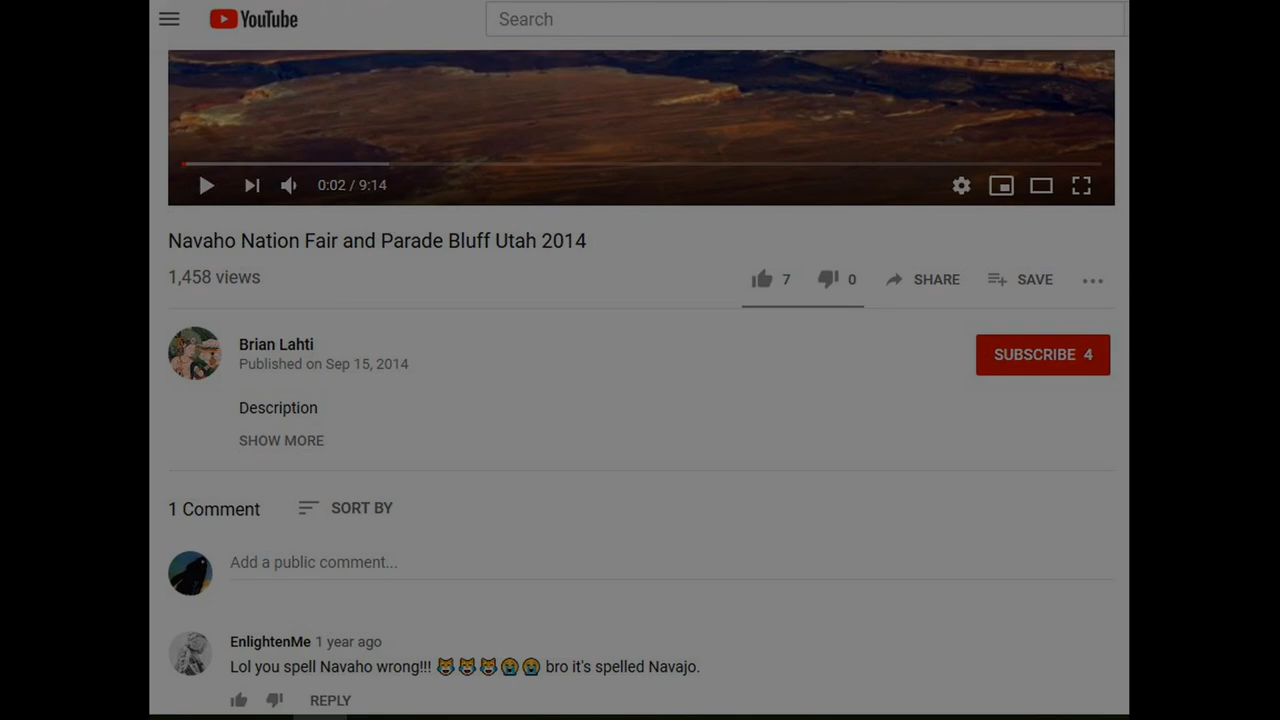 YouTube
Search
0:02 / 9:14
Navaho Nation Fair and Parade Bluff Utah 2014
1,458 views
7
0
SHARE
SAVE
Brian Lahti
Published on Sep 15, 2014
SUBSCRIBE 4
Description
SHOW MORE
1 Comment
SORT BY
Add a public comment...
EnlightenMe 1 year ago
Lol you spell Navaho wrong!!! 😹😹😹😭😭 bro it's spelled Navajo.
REPLY